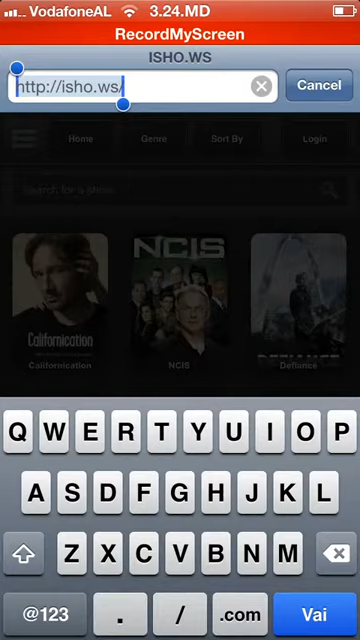 VodafoneAL 3.24.MD
RecordMyScreen
ISHO.WS
http://isho.ws/
Cancel
Home Genre Sort By Login
Search for a show
Californication NCIS DEFIANCE
Californication NCIS Defiance
Q W E R T Y U I O P
A S D F G H J K L
Z X C V B N M
@123 . / .com Vai